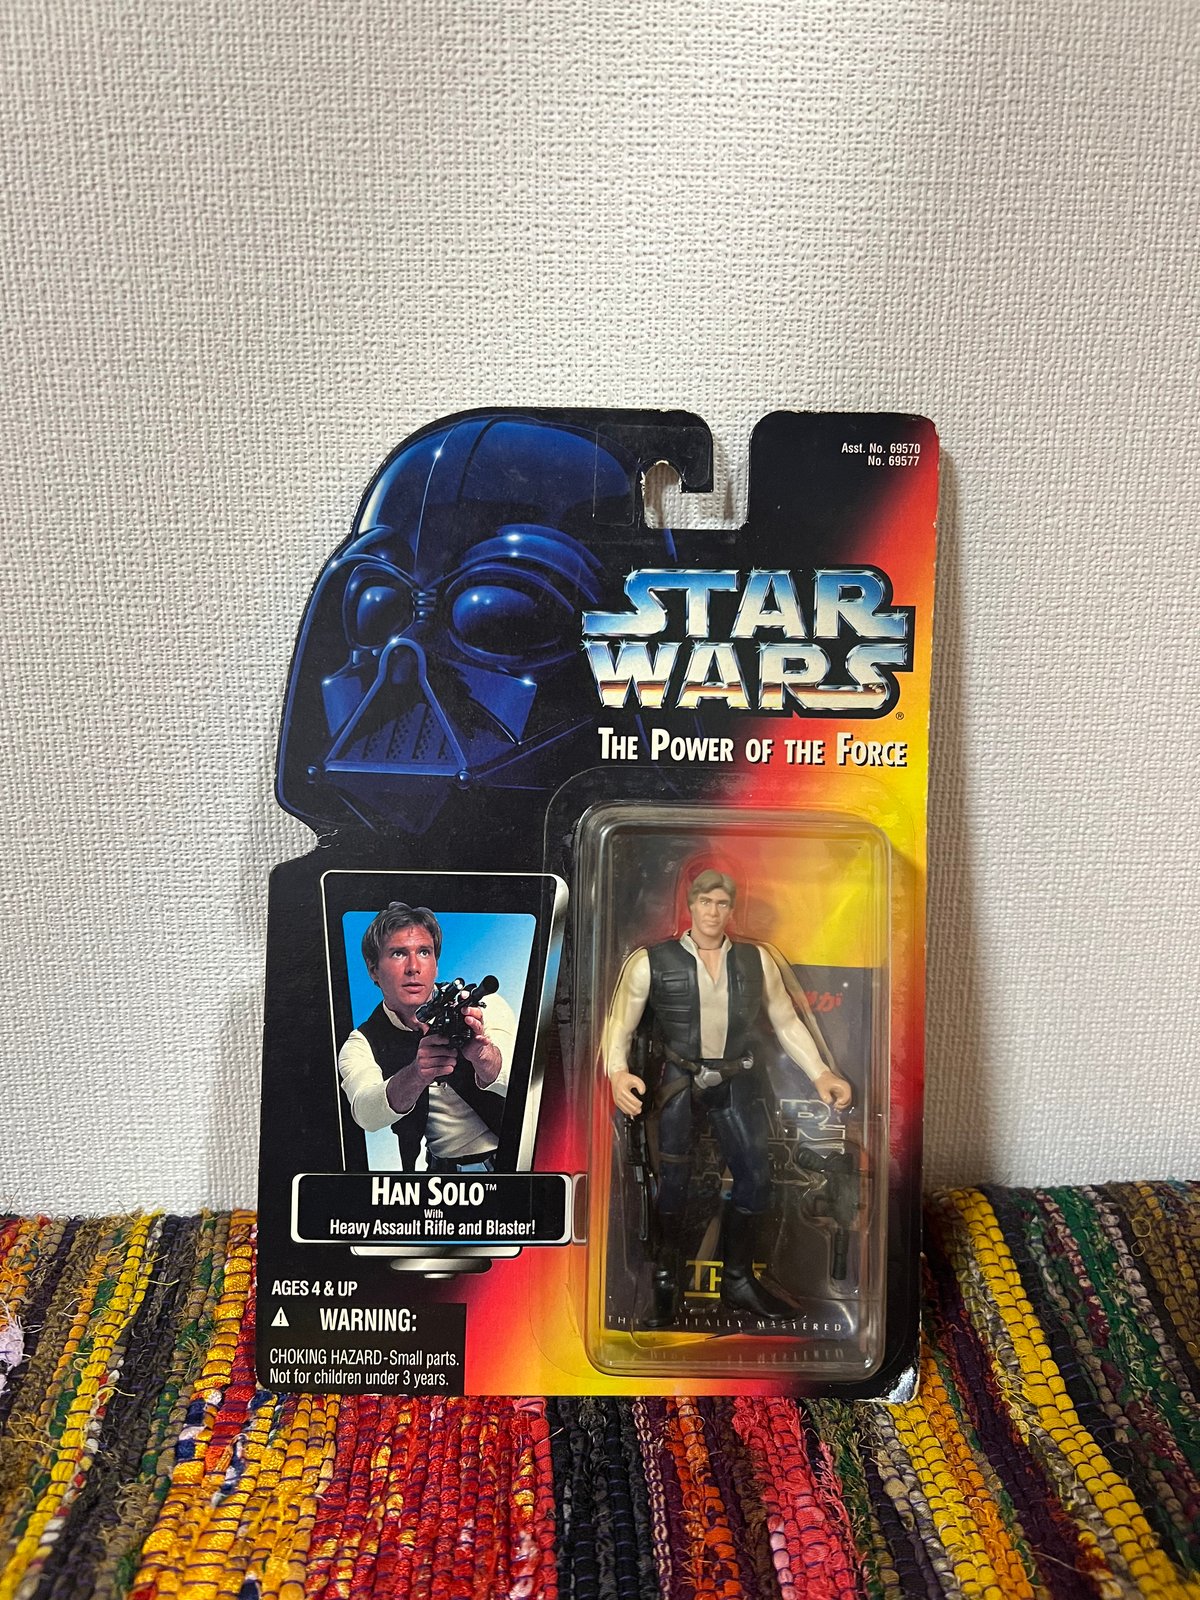 Asst. No. 69570
No. 69577
STAR
WARS®
THE POWER OF THE FORCE
HAN SOLO™
With
Heavy Assault Rifle and Blaster!
AGES 4 & UP
WARNING:
CHOKING HAZARD-Small parts.
Not for children under 3 years.
MASTERED